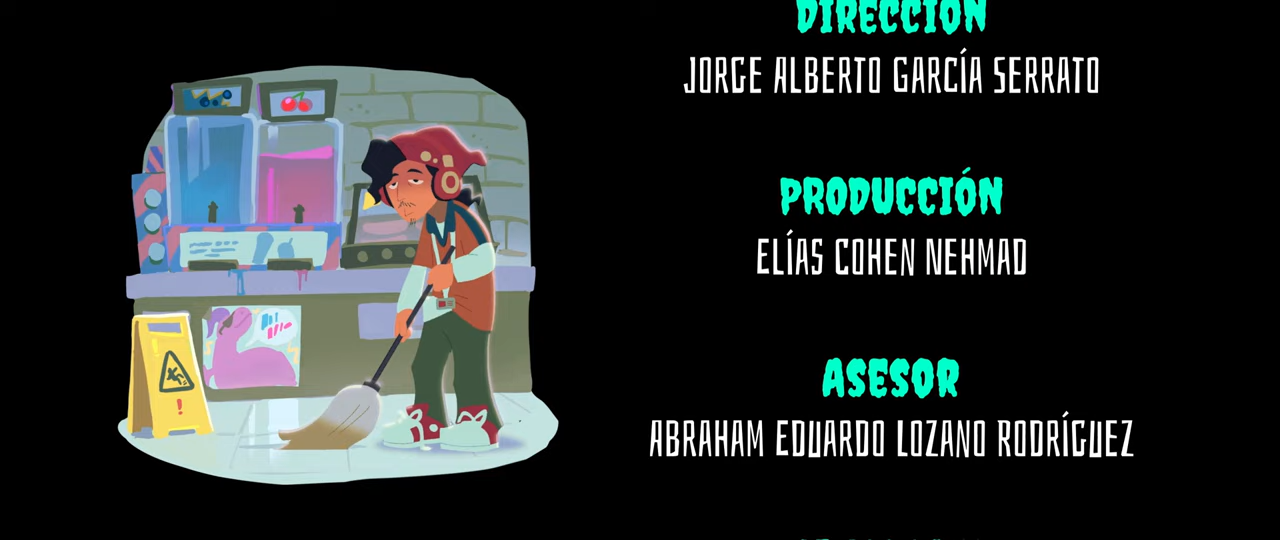 DIRECCIÓN
JORGE ALBERTO GARCÍA SERRATO
PRODUCCIÓN
ELÍAS COHEN NEHMAD
ASESOR
ABRAHAM EDUARDO LOZANO RODRÍGUEZ